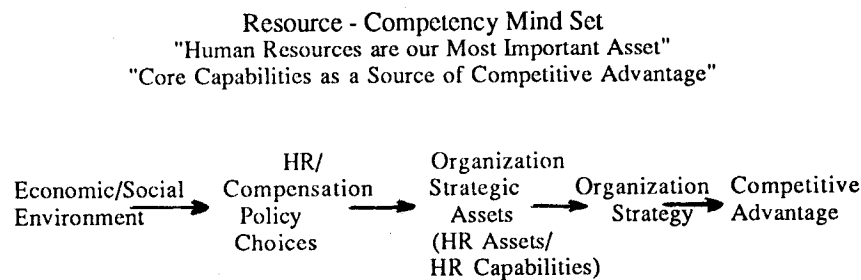 Resource - Competency Mind Set
"Human Resources are our Most Important Asset"
"Core Capabilities as a Source of Competitive Advantage"
Economic/Social
Environment
HR/
Compensation
Policy
Choices
Organization
Strategic
Assets
(HR Assets/
HR Capabilities)
Organization
Strategy
Competitive
Advantage